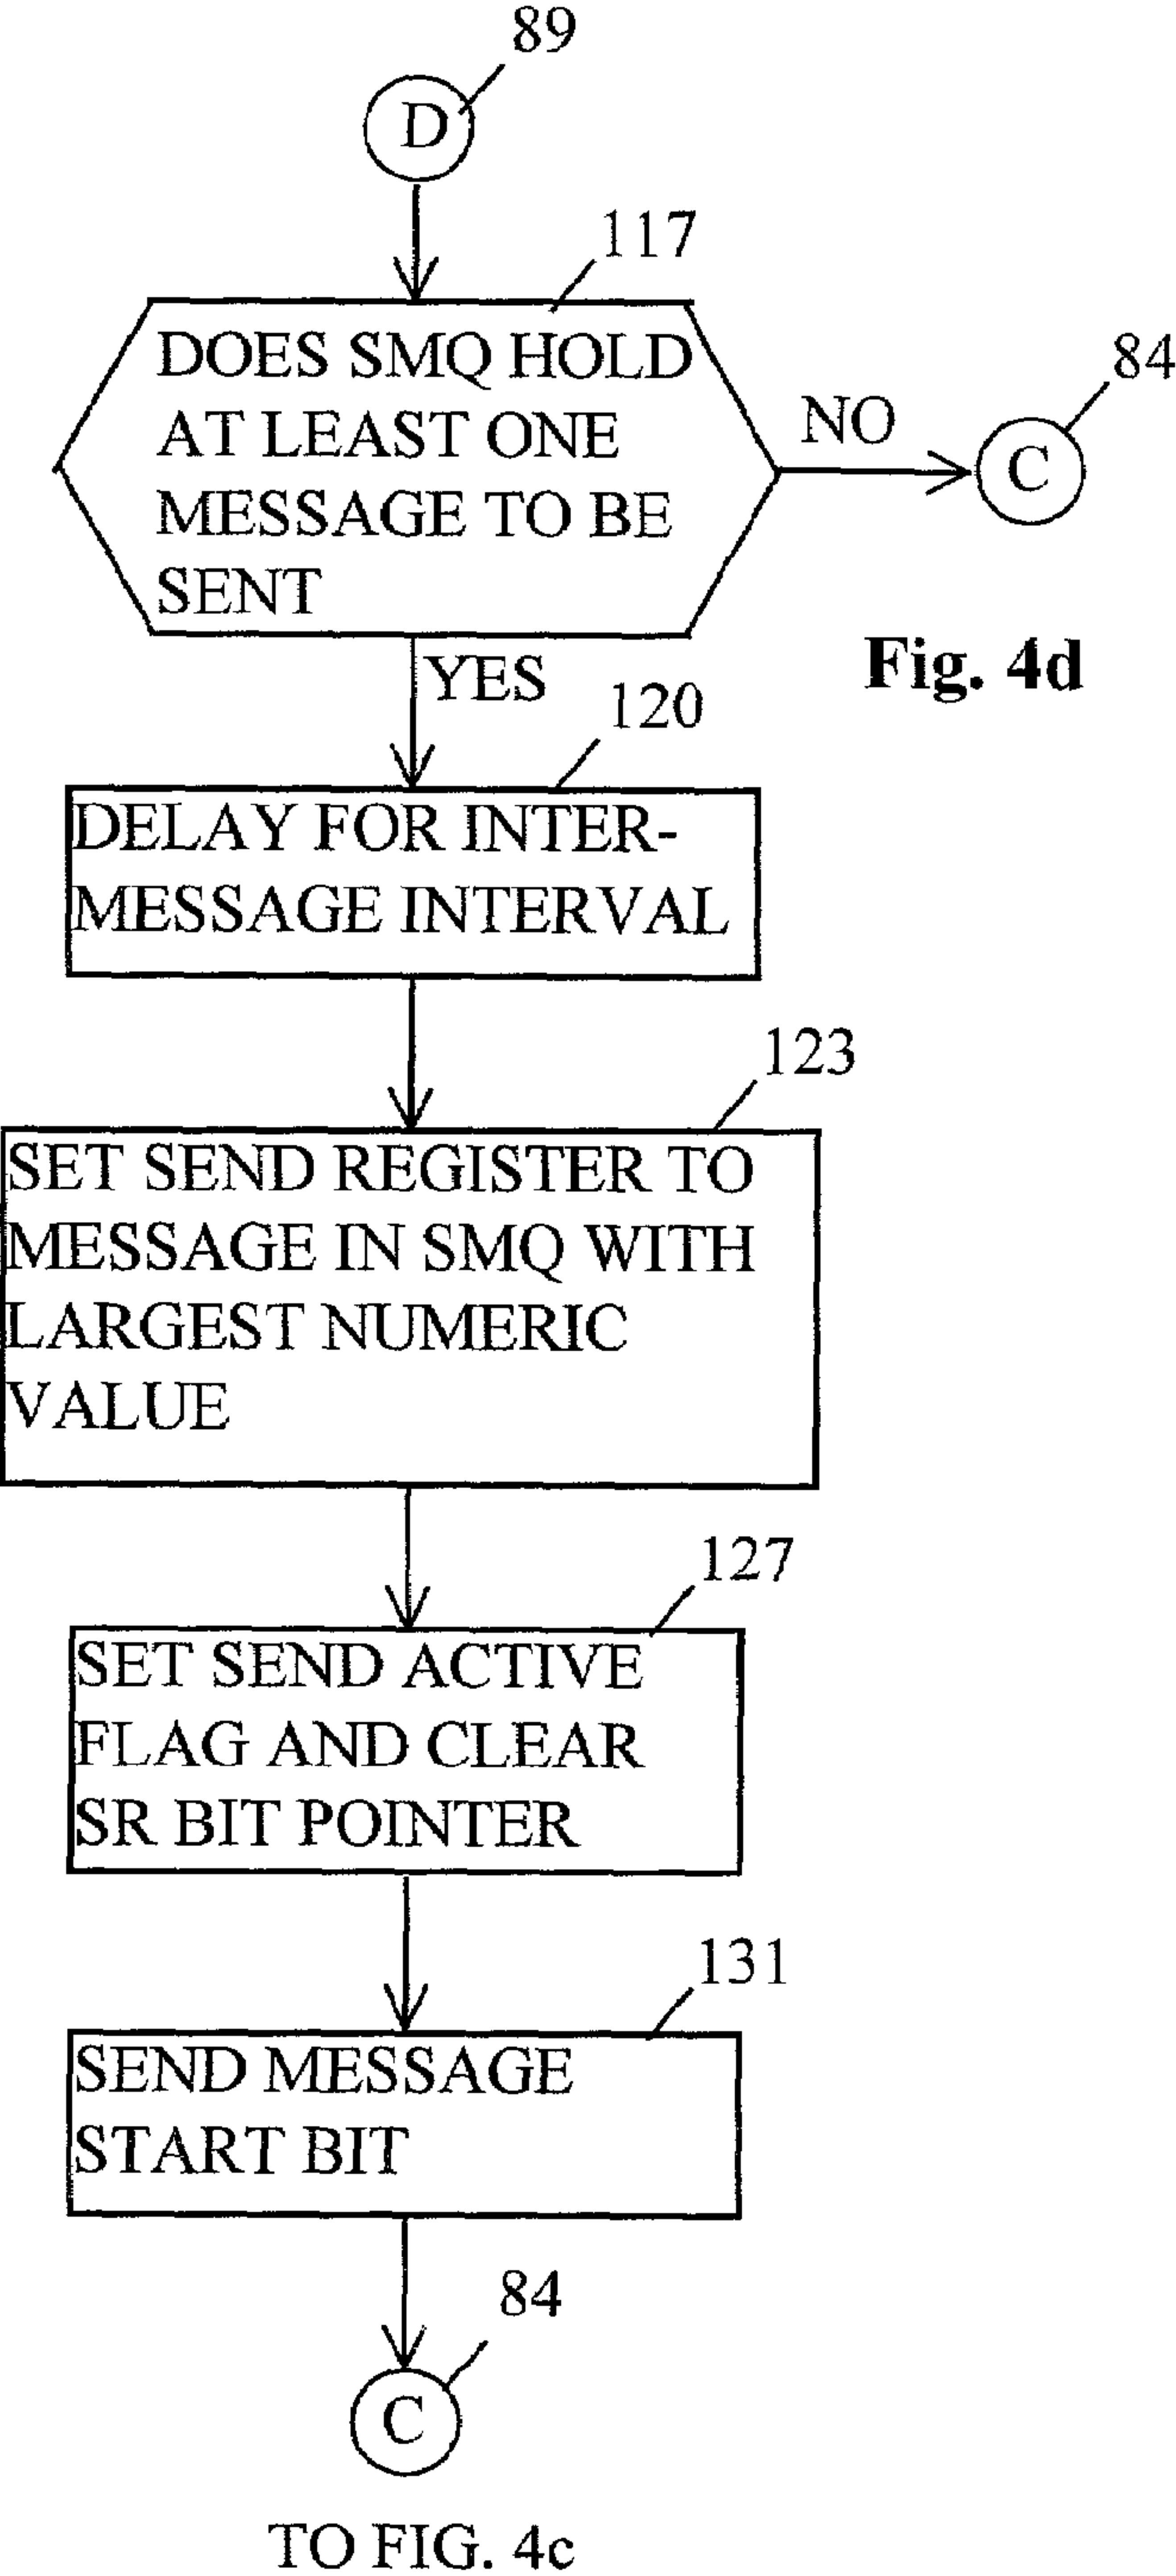 89
D
117
DOES SMQ HOLD
AT LEAST ONE
MESSAGE TO BE
SENT
NO
84
C
Fig. 4d
YES
120
DELAY FOR INTER-
MESSAGE INTERVAL
123
SET SEND REGISTER TO
MESSAGE IN SMQ WITH
LARGEST NUMERIC
VALUE
127
SET SEND ACTIVE
FLAG AND CLEAR
SR BIT POINTER
131
SEND MESSAGE
START BIT
84
C
TO FIG. 4c